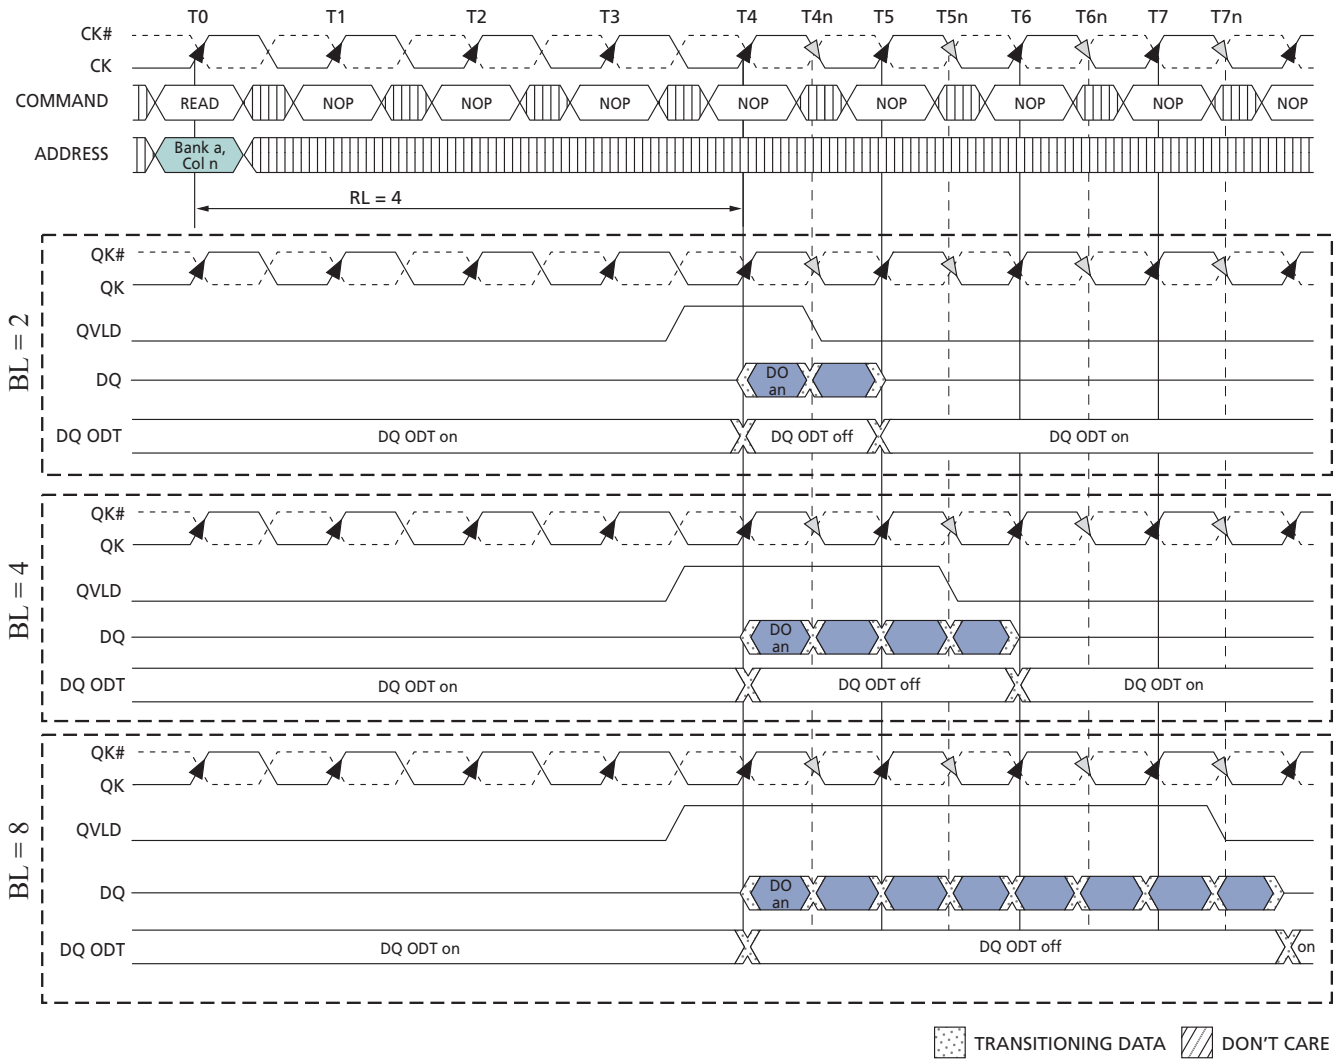 T0 T1 T2 T3 T4 T4n T5 T5n T6 T6n T7 T7n
CK#
CK
COMMAND READ NOP NOP NOP NOP NOP NOP NOP NOP
ADDRESS Bank a,
Col n
RL = 4
BL = 2
QK#
QK
QVLD
DQ DO
an
DQ ODT DQ ODT on DQ ODT off DQ ODT on
BL = 4
QK#
QK
QVLD
DQ DO
an
DQ ODT DQ ODT on DQ ODT off DQ ODT on
BL = 8
QK#
QK
QVLD
DQ DO
an
DQ ODT DQ ODT on DQ ODT off on
TRANSITIONING DATA DON'T CARE